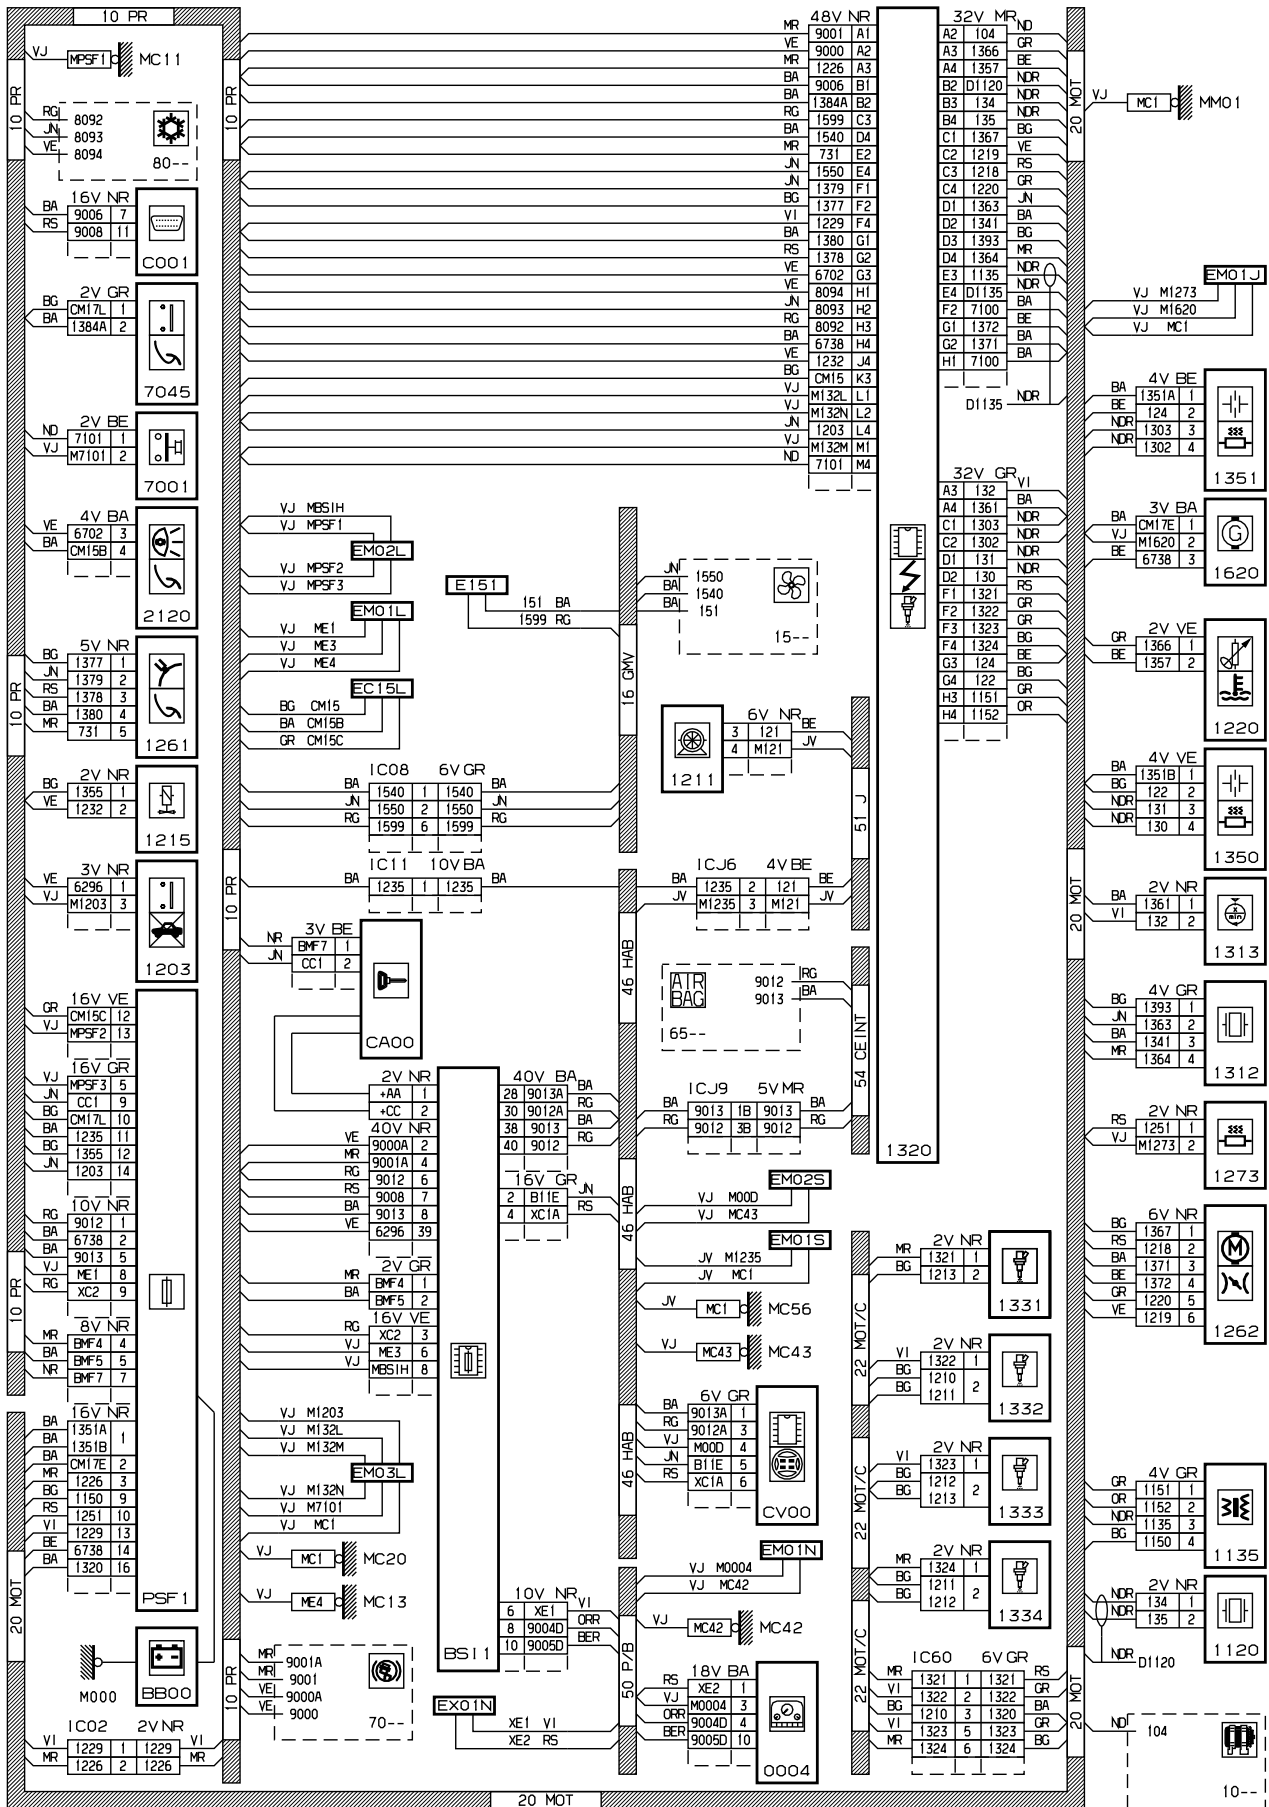 10 PR
VJ MPSF1 MC11
10 PR
RG 8092
JN 8093
VE 8094
80--
16V NR
BA 9006 7
RS 9008 11
C001
2V GR
BG CM17L 1
BA 1384A 2
7045
2V BE
ND 7101 1
VJ M7101 2
7001
4V BA
VE 6702 3
BA CM15B 4
2120
10 PR
5V NR
BG 1377 1
JN 1379 2
RS 1378 3
BA 1380 4
MR 731 5
1261
2V NR
BG 1355 1
VE 1232 2
1215
3V NR
VE 6296 1
VJ M1203 3
1203
16V VE
GR CM15C 12
VJ MPSF2 13
16V GR
VJ MPSF3 5
JN CC1 9
BG CM17L 10
BA 1235 11
BG 1355 12
JN 1203 14
10V NR
RG 9012 1
BA 6738 2
BA 9013 5
VJ ME1 8
RG XC2 9
10 PR
8V NR
MR BMF4 4
BA BMF5 5
NR BMF7 7
16V NR
BA 1351A 1
BA 1351B
BA CM17E 2
MR 1226 3
BG 1150 9
RS 1251 10
VI 1229 13
BE 6738 14
BA 1320 16
PSF1
20 MOT
M000
BB00
IC02 2V NR
VI 1229 1 1229 VI
MR 1226 2 1226 MR
10 PR
48V NR
MR 9001 A1
VE 9000 A2
MR 1226 A3
BA 9006 B1
BA 1384A B2
RG 1599 C3
BA 1540 D4
MR 731 E2
JN 1550 E4
JN 1379 F1
BG 1377 F2
VI 1229 F4
BA 1380 G1
RS 1378 G2
VE 6702 G3
VE 8094 H1
JN 8093 H2
RG 8092 H3
BA 6738 H4
VE 1232 J4
BG CM15 K3
VJ M132L L1
VJ M132N L2
JN 1203 L4
VJ M132M M1
ND 7101 M4
VJ MBSIH
VJ MPSF1
EM02L
VJ MPSF2
VJ MPSF3
EM01L
VJ ME1
VJ ME3
VJ ME4
EC15L
BG CM15
BA CM15B
GR CM15C
E151
151 BA
1599 RG
16 GMV
JN 1550
BA 1540
BA 151
15--
IC08 6V GR
BA 1540 1 1540 BA
JN 1550 2 1550 JN
RG 1599 6 1599 RG
6V NR
3 121 BE
4 M121 JV
1211
51 J
10 PR
IC11 10V BA
BA 1235 1 1235 BA
ICJ6 4V BE
BA 1235 2 121 BE
JV M1235 3 M121 JV
3V BE
NR BMF7 1
JN CC1 2
CA00
46 HAB
AIR BAG
9012 RG
9013 BA
65--
54 CEINT
2V NR
+AA 1
+CC 2
40V NR
VE 9000A 2
MR 9001A 4
RG 9012 6
RS 9008 7
BA 9013 8
VE 6296 39
2V GR
MR BMF4 1
BA BMF5 2
16V VE
RG XC2 3
VJ ME3 6
VJ MBSIH 8
40V BA
28 9013A BA
30 9012A RG
38 9013 BA
40 9012 RG
16V GR
2 B11E JN
4 XC1A RS
ICJ9 5V MR
BA 9013 1B 9013 BA
RG 9012 3B 9012 RG
46 HAB
EM02S
VJ M00D
VJ MC43
EM01S
JV M1235
JV MC1
JV MC1 MC56
VJ MC43 MC43
6V GR
BA 9013A 1
RG 9012A 3
VJ M00D 4
JN B11E 5
RS XC1A 6
CV00
46 HAB
VJ M1203
VJ M132L
VJ M132M
EM03L
VJ M132N
VJ M7101
VJ MC1
VJ MC1 MC20
VJ ME4 MC13
10V NR
6 XE1 VI
8 9004D ORR
10 9005D BER
BSI1
10 PR
MR 9001A
MR 9001
VE 9000A
VE 9000
70--
EX01N
XE1 VI
XE2 RS
EM01N
VJ M0004
VJ MC42
VJ MC42 MC42
50 P/B
18V BA
RS XE2 1
VJ M0004 3
ORR 9004D 4
BER 9005D 10
0004
20 MOT
1320
32V MR
A2 104 ND
A3 1366 GR
A4 1357 BE
B2 D1120 NDR
B3 134 NDR
B4 135 NDR
C1 1367 BG
C2 1219 VE
C3 1218 RS
C4 1220 GR
D1 1363 JN
D2 1341 BA
D3 1393 BG
D4 1364 MR
E3 1135 NDR
E4 D1135 NDR
F2 7100 BA
G1 1372 BE
G2 1371 BA
H1 7100 BA
D1135 NDR
32V GR
A3 132 VI
A4 1361 BA
C1 1303 NDR
C2 1302 NDR
D1 131 NDR
D2 130 NDR
F1 1321 RS
F2 1322 GR
F3 1323 GR
F4 1324 BG
G3 124 BE
G4 122 BG
H3 1151 GR
H4 1152 OR
22 MOT/C
2V NR
MR 1321 1
BG 1213 2
1331
2V NR
VI 1322 1
BG 1210 2
BG 1211
1332
22 MOT/C
2V NR
VI 1323 1
BG 1212 2
BG 1213
1333
2V NR
MR 1324 1
BG 1211 2
BG 1212
1334
22 MOT/C
IC60 6V GR
MR 1321 1 1321 RS
VI 1322 2 1322 GR
BG 1210 3 1320 BA
VI 1323 5 1323 GR
MR 1324 6 1324 BG
20 MOT
VJ MC1 MM01
EM01J
VJ M1273
VJ M1620
VJ MC1
4V BE
BA 1351A 1
BE 124 2
NDR 1303 3
NDR 1302 4
1351
3V BA
BA CM17E 1
VJ M1620 2
BE 6738 3
G
1620
2V VE
GR 1366 1
BE 1357 2
1220
4V VE
BA 1351B 1
BG 122 2
NDR 131 3
NDR 130 4
1350
20 MOT
2V NR
BA 1361 1
VI 132 2
x min
1313
4V GR
BG 1393 1
JN 1363 2
BA 1341 3
MR 1364 4
1312
2V NR
RS 1251 1
VJ M1273 2
1273
6V NR
BG 1367 1
RS 1218 2
BA 1371 3
BE 1372 4
GR 1220 5
VE 1219 6
M
1262
4V GR
GR 1151 1
OR 1152 2
NDR 1135 3
BG 1150 4
1135
2V NR
NDR 134 1
NDR 135 2
1120
NDR D1120
20 MOT
ND 104
10--